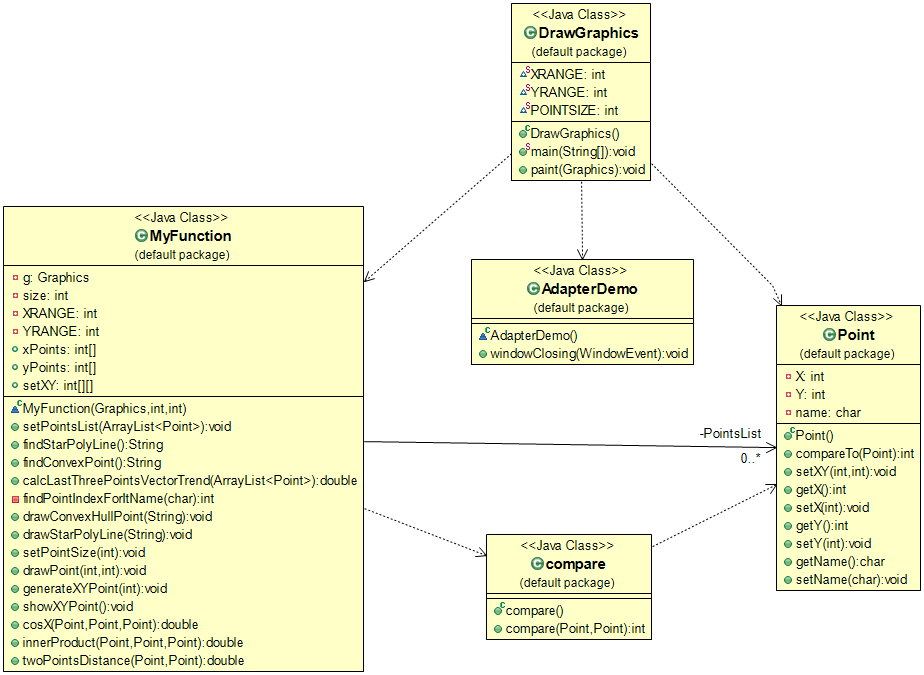 <<Java Class>>
DrawGraphics
(default package)
XRANGE: int
YRANGE: int
POINTSIZE: int
DrawGraphics()
main(String[]):void
paint(Graphics):void
<<Java Class>>
MyFunction
(default package)
g: Graphics
size: int
XRANGE: int
YRANGE: int
xPoints: int[]
yPoints: int[]
setXY: int[][]
MyFunction(Graphics,int,int)
setPointsList(ArrayList<Point>):void
findStarPolyLine():String
findConvexPoint():String
calcLastThreePointsVectorTrend(ArrayList<Point>):double
findPointIndexForItName(char):int
drawConvexHullPoint(String):void
drawStarPolyLine(String):void
setPointSize(int):void
drawPoint(int,int):void
generateXYPoint(int):void
showXYPoint():void
cosX(Point,Point,Point):double
innerProduct(Point,Point,Point):double
twoPointsDistance(Point,Point):double
<<Java Class>>
AdapterDemo
(default package)
AdapterDemo()
windowClosing(WindowEvent):void
<<Java Class>>
Point
(default package)
X: int
Y: int
name: char
Point()
compareTo(Point):int
setXY(int,int):void
getX():int
setX(int):void
getY():int
setY(int):void
getName():char
setName(char):void
-PointsList
0..*
<<Java Class>>
compare
(default package)
compare()
compare(Point,Point):int